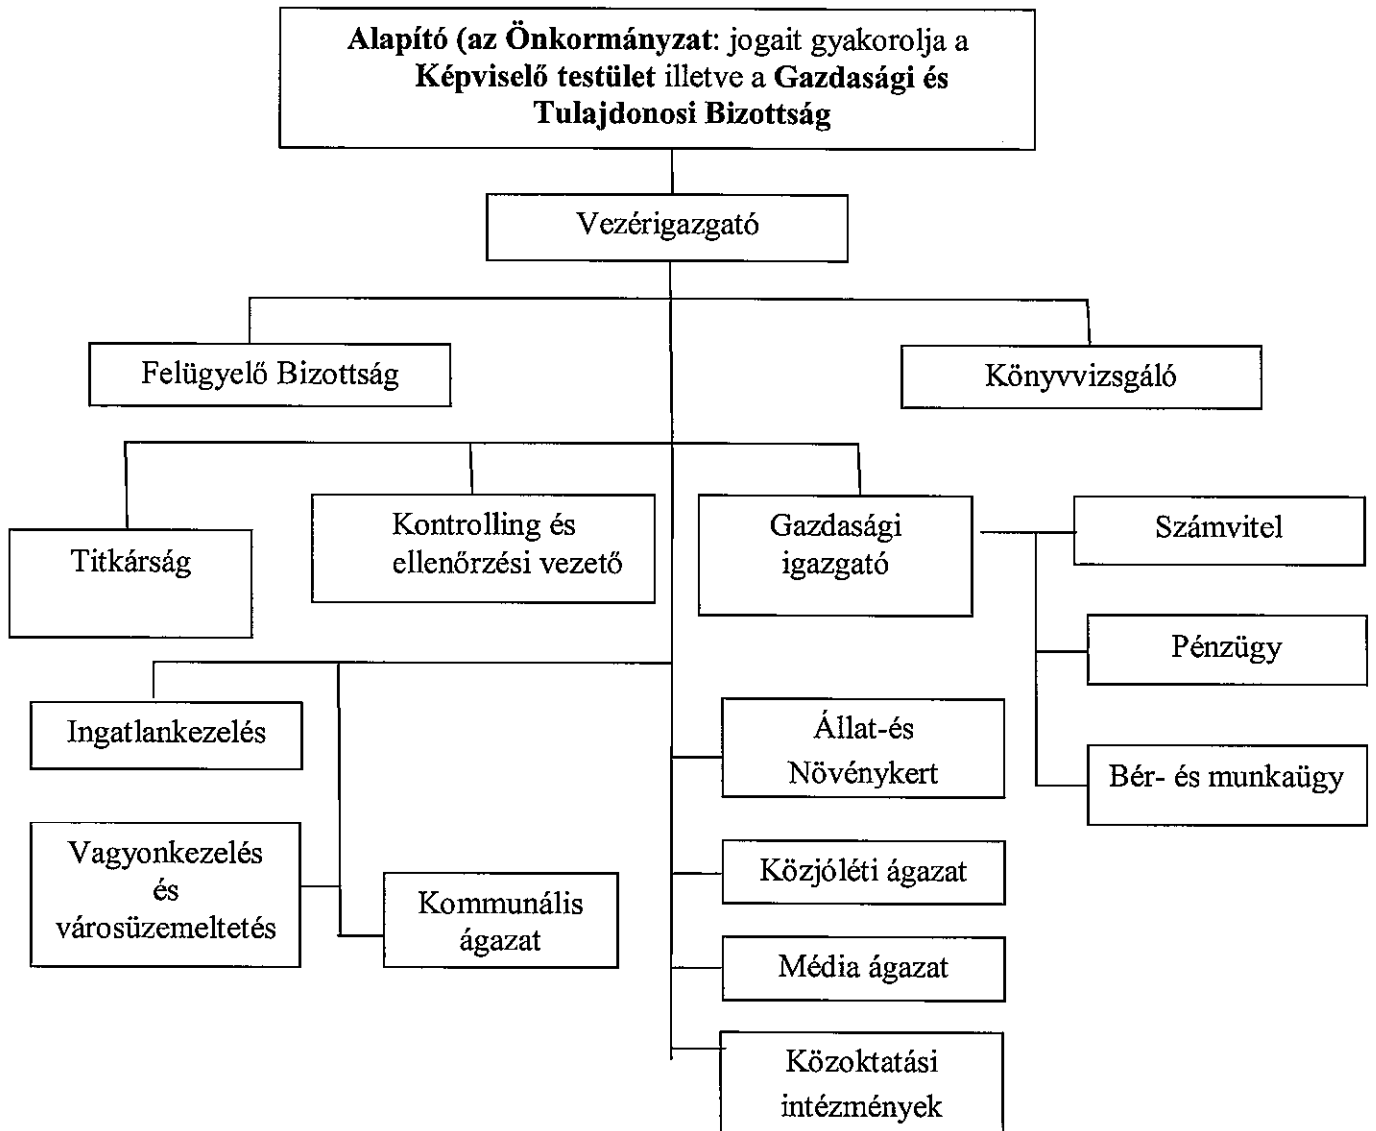 Alapító (az Önkormányzat: jogait gyakorolja a
Képviselő testület illetve a Gazdasági és
Tulajdonosi Bizottság
Vezérigazgató
Felügyelő Bizottság
Könyvvizsgáló
Titkárság
Kontrolling és
ellenőrzési vezető
Gazdasági
igazgató
Számvitel
Pénzügy
Bér- és munkaügy
Ingatlankezelés
Vagyonkezelés
és
városüzemeltetés
Kommunális
ágazat
Állat-és
Növénykert
Közjóléti ágazat
Média ágazat
Közoktatási
intézmények